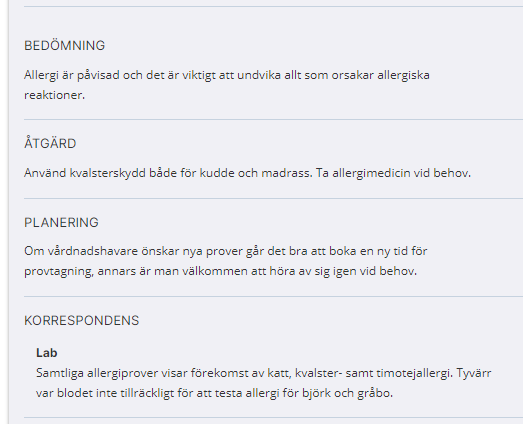 BEDÖMNING
Allergi är påvisad och det är viktigt att undvika allt som orsakar allergiska
reaktioner.
ÅTGÄRD
Använd kvalsterskydd både för kudde och madrass. Ta allergimedicin vid behov.
PLANERING
Om vårdnadshavare önskar nya prover går det bra att boka en ny tid för
provtagning, annars är man välkommen att höra av sig igen vid behov.
KORRESPONDENS
Lab
Samtliga allergiprover visar förekomst av katt, kvalster- samt timotejallergi. Tyvärr
var blodet inte tillräckligt för att testa allergi för björk och gråbo.